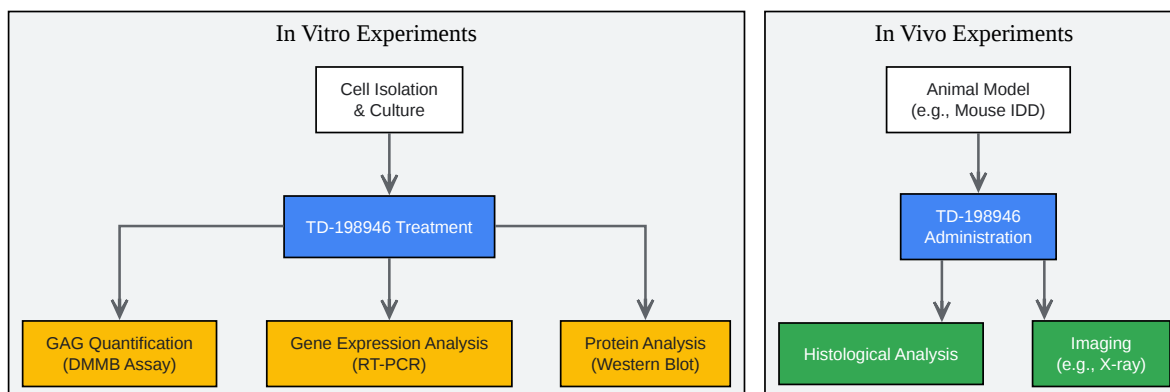 In Vitro Experiments
Cell Isolation
& Culture
TD-198946 Treatment
GAG Quantification
(DMMB Assay)
Gene Expression Analysis
(RT-PCR)
Protein Analysis
(Western Blot)
In Vivo Experiments
Animal Model
(e.g., Mouse IDD)
TD-198946
Administration
Histological Analysis
Imaging
(e.g., X-ray)